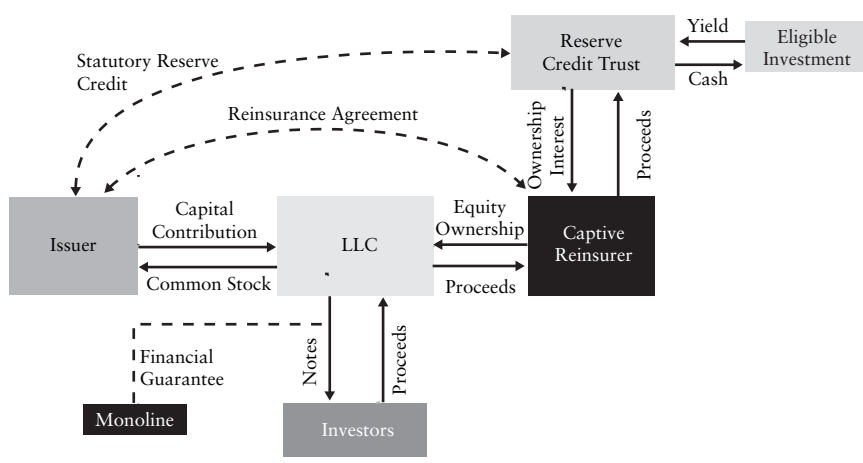 Reserve
Credit Trust
Yield
Cash
Eligible
Investment
Statutory Reserve
Credit
Reinsurance Agreement
Ownership
Interest
Proceeds
Issuer
Capital
Contribution
Common Stock
LLC
Equity
Ownership
Proceeds
Captive
Reinsurer
Financial
Guarantee
Notes
Proceeds
Monoline
Investors